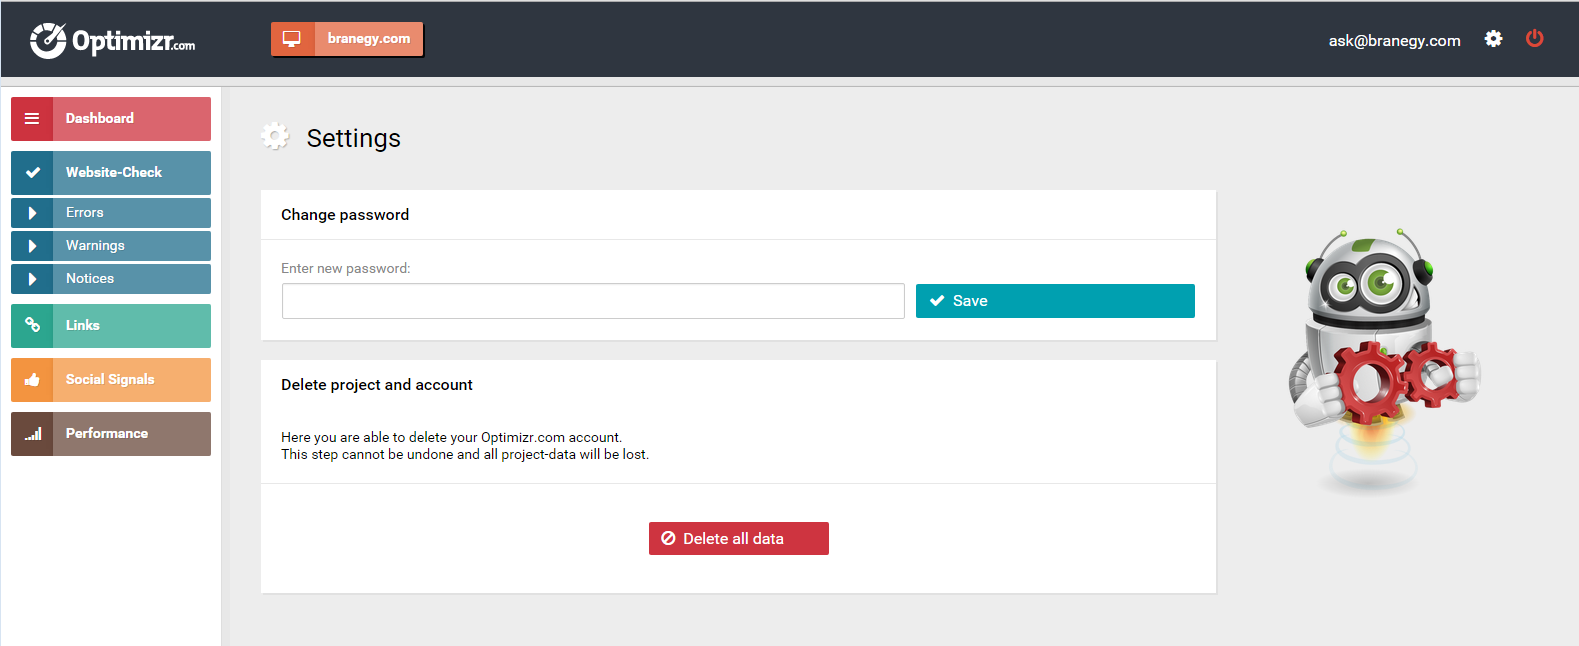 Optimizr.com
branegy.com
ask@branegy.com
Dashboard
Website-Check
Errors
Warnings
Notices
Links
Social Signals
Performance
Settings
Change password
Enter new password:
Save
Delete project and account
Here you are able to delete your Optimizr.com account.
This step cannot be undone and all project-data will be lost.
Delete all data